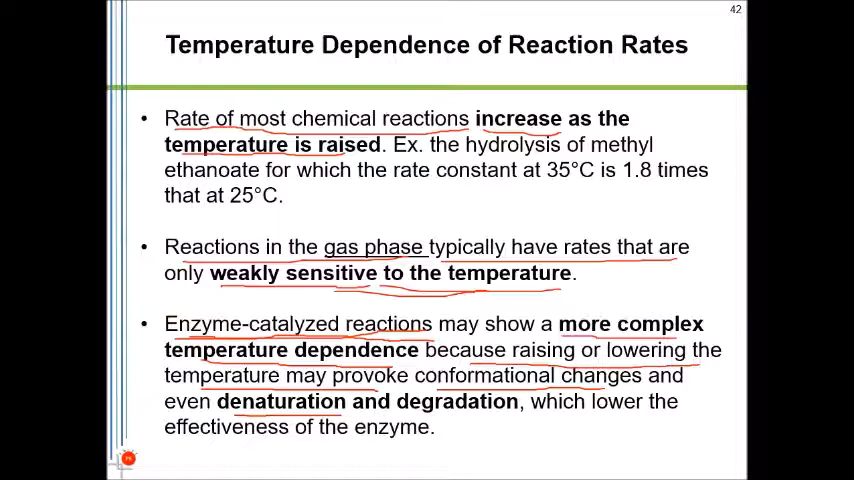 42
Temperature Dependence of Reaction Rates
• Rate of most chemical reactions increase as the
temperature is raised. Ex. the hydrolysis of methyl
ethanoate for which the rate constant at 35°C is 1.8 times
that at 25°C.
• Reactions in the gas phase typically have rates that are
only weakly sensitive to the temperature.
• Enzyme-catalyzed reactions may show a more complex
temperature dependence because raising or lowering the
temperature may provoke conformational changes and
even denaturation and degradation, which lower the
effectiveness of the enzyme.